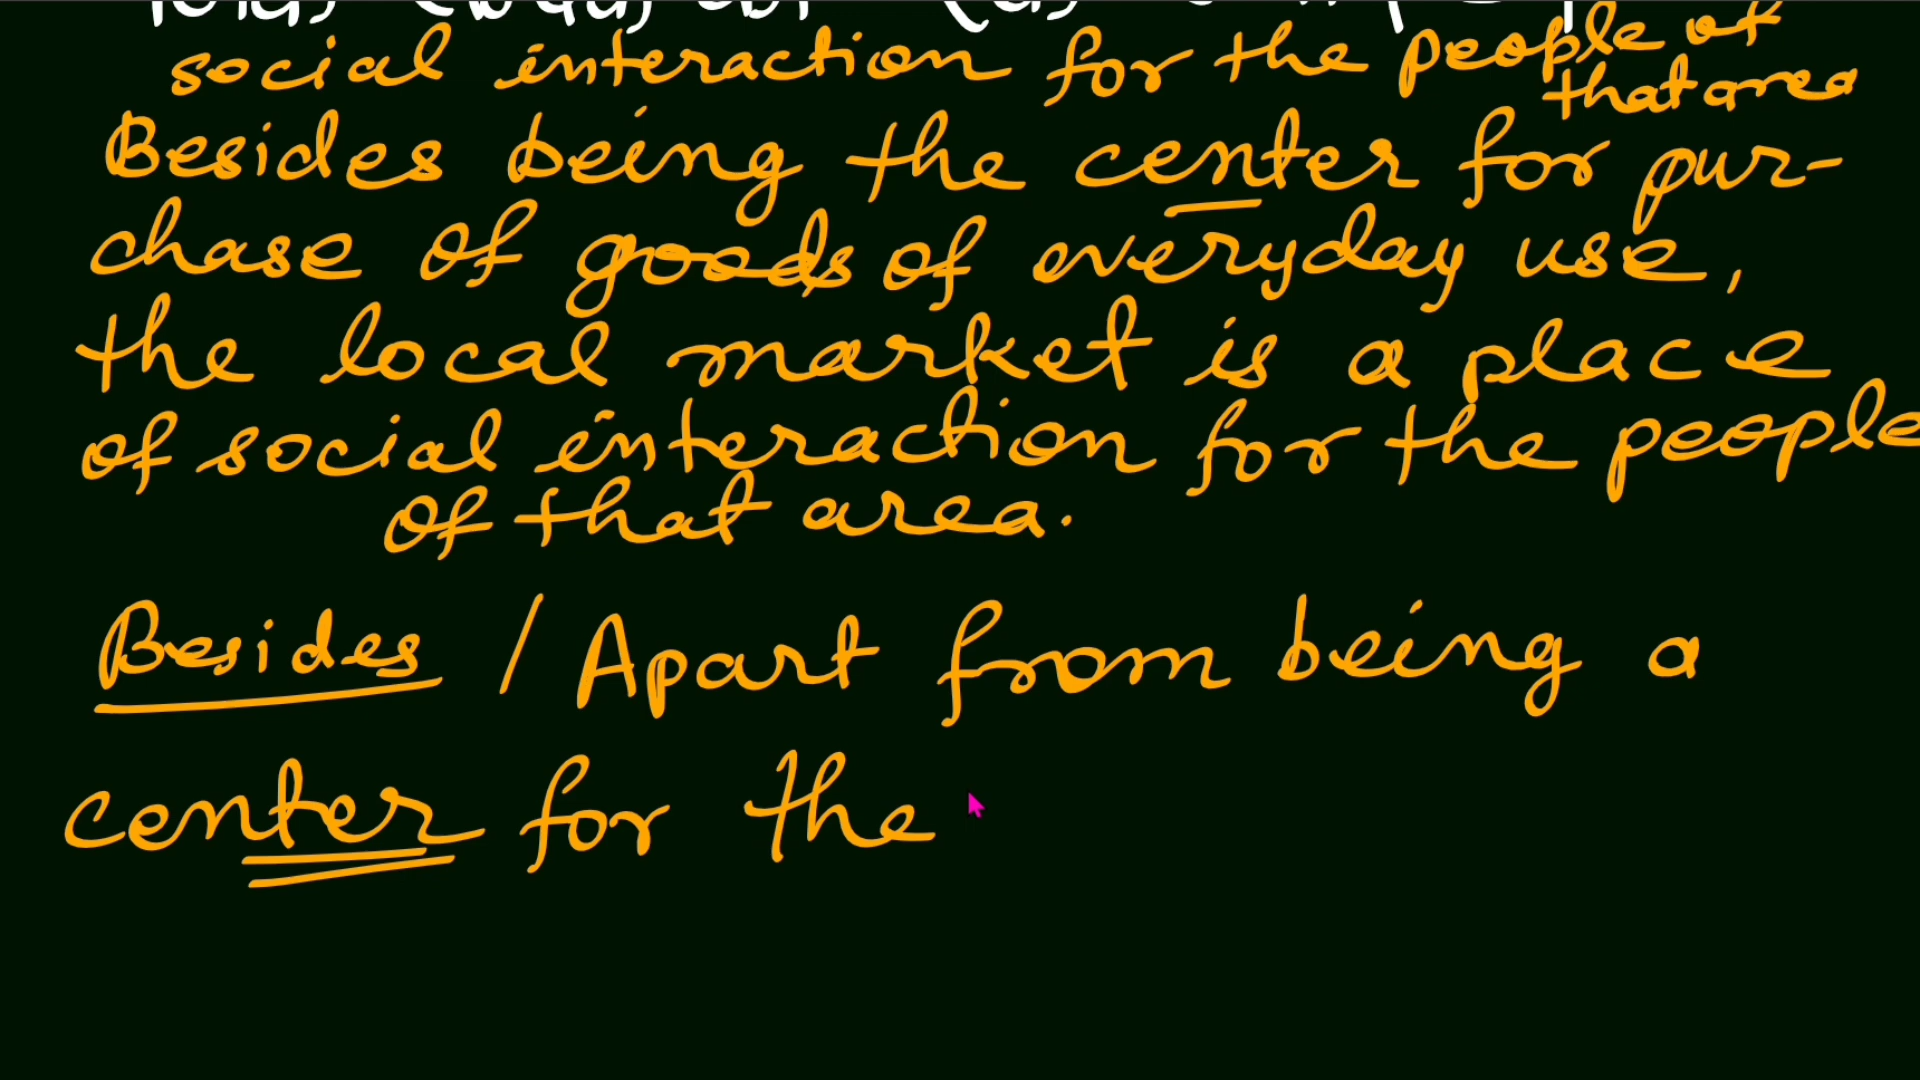 social interaction for the people of
that area
Besides being the center for pur-
chase of goods of everyday use,
the local market is a place
of social interaction for the people
of that area.
Besides / Apart from being a
center for the